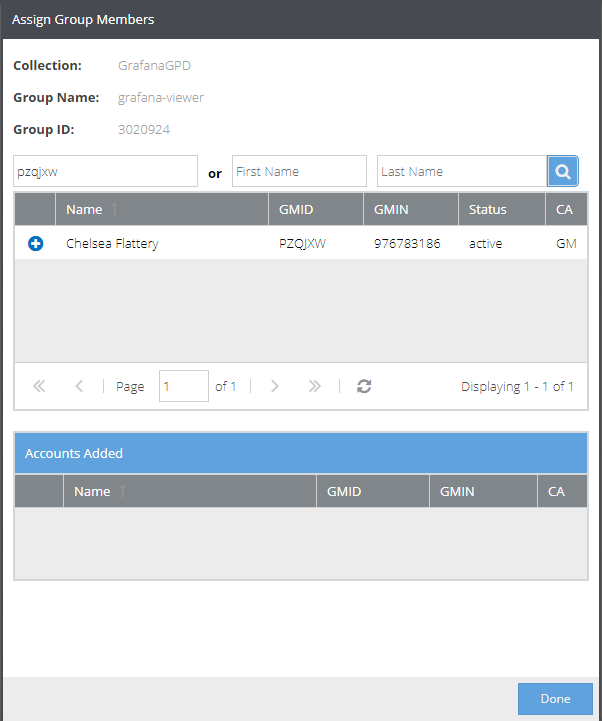 Assign Group Members
Collection: GrafanaGPD
Group Name: grafana-viewer
Group ID: 3020924
pzqjxw or First Name Last Name
Name GMID GMIN Status CA
Chelsea Flattery PZQJXW 976783186 active GM
Page 1 of 1 Displaying 1 - 1 of 1
Accounts Added
Name GMID GMIN CA
Done